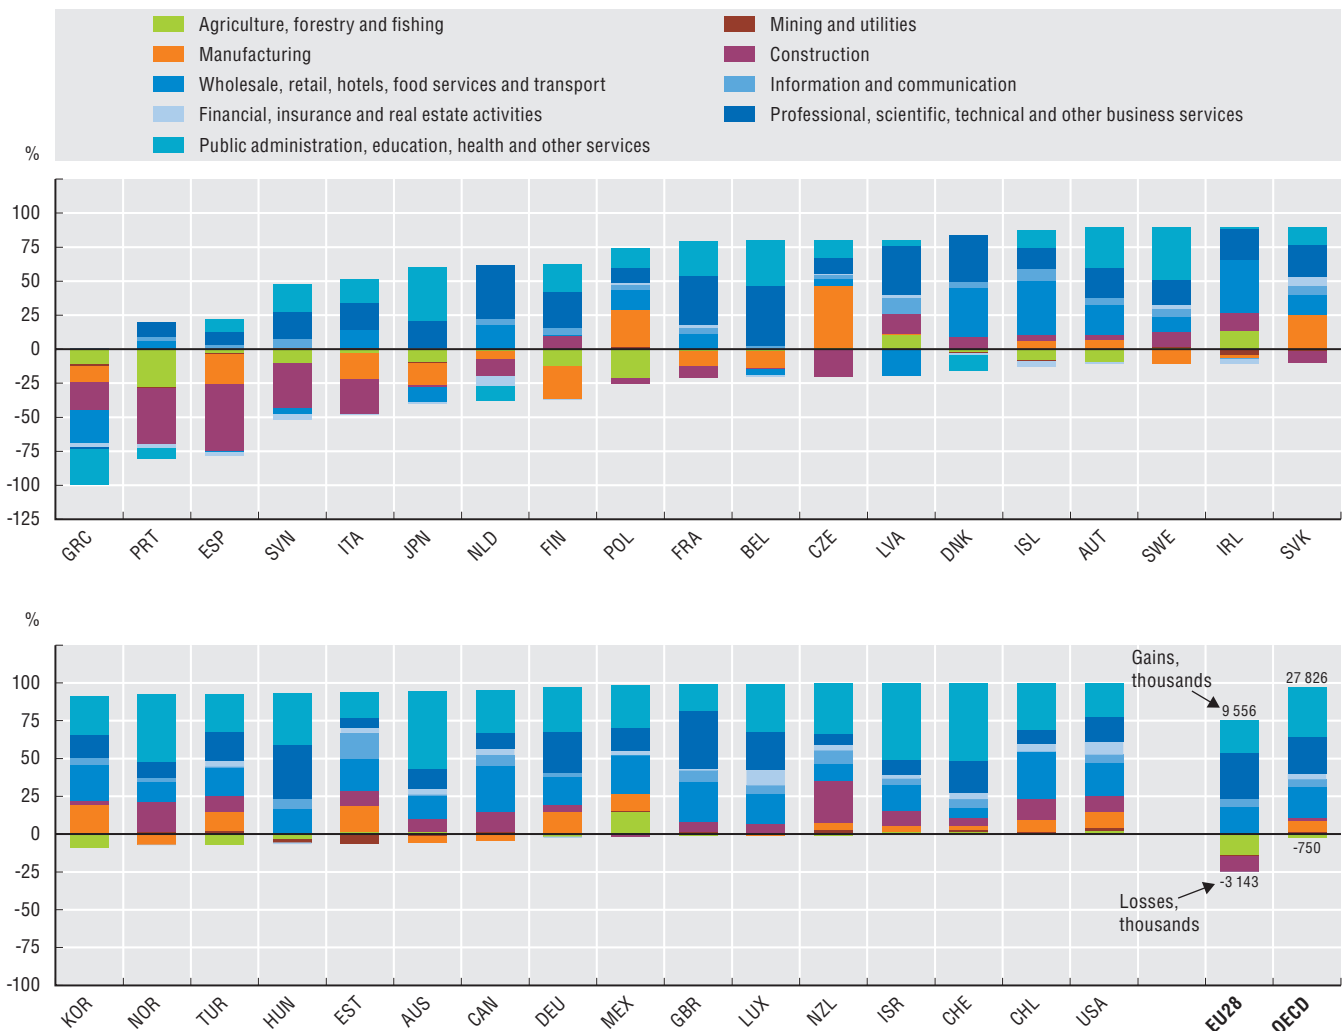 Agriculture, forestry and fishing
Mining and utilities
Manufacturing
Construction
Wholesale, retail, hotels, food services and transport
Information and communication
Financial, insurance and real estate activities
Professional, scientific, technical and other business services
Public administration, education, health and other services
%
100
75
50
25
0
-25
-50
-75
-100
-125
GRC PRT ESP SVN ITA JPN NLD FIN POL FRA BEL CZE LVA DNK ISL AUT SWE IRL SVK
%
100
75
50
25
0
-25
-50
-75
-100
Gains,
thousands
9 556
27 826
-750
-3 143
Losses,
thousands
KOR NOR TUR HUN EST AUS CAN DEU MEX GBR LUX NZL ISR CHE CHL USA EU28 OECD